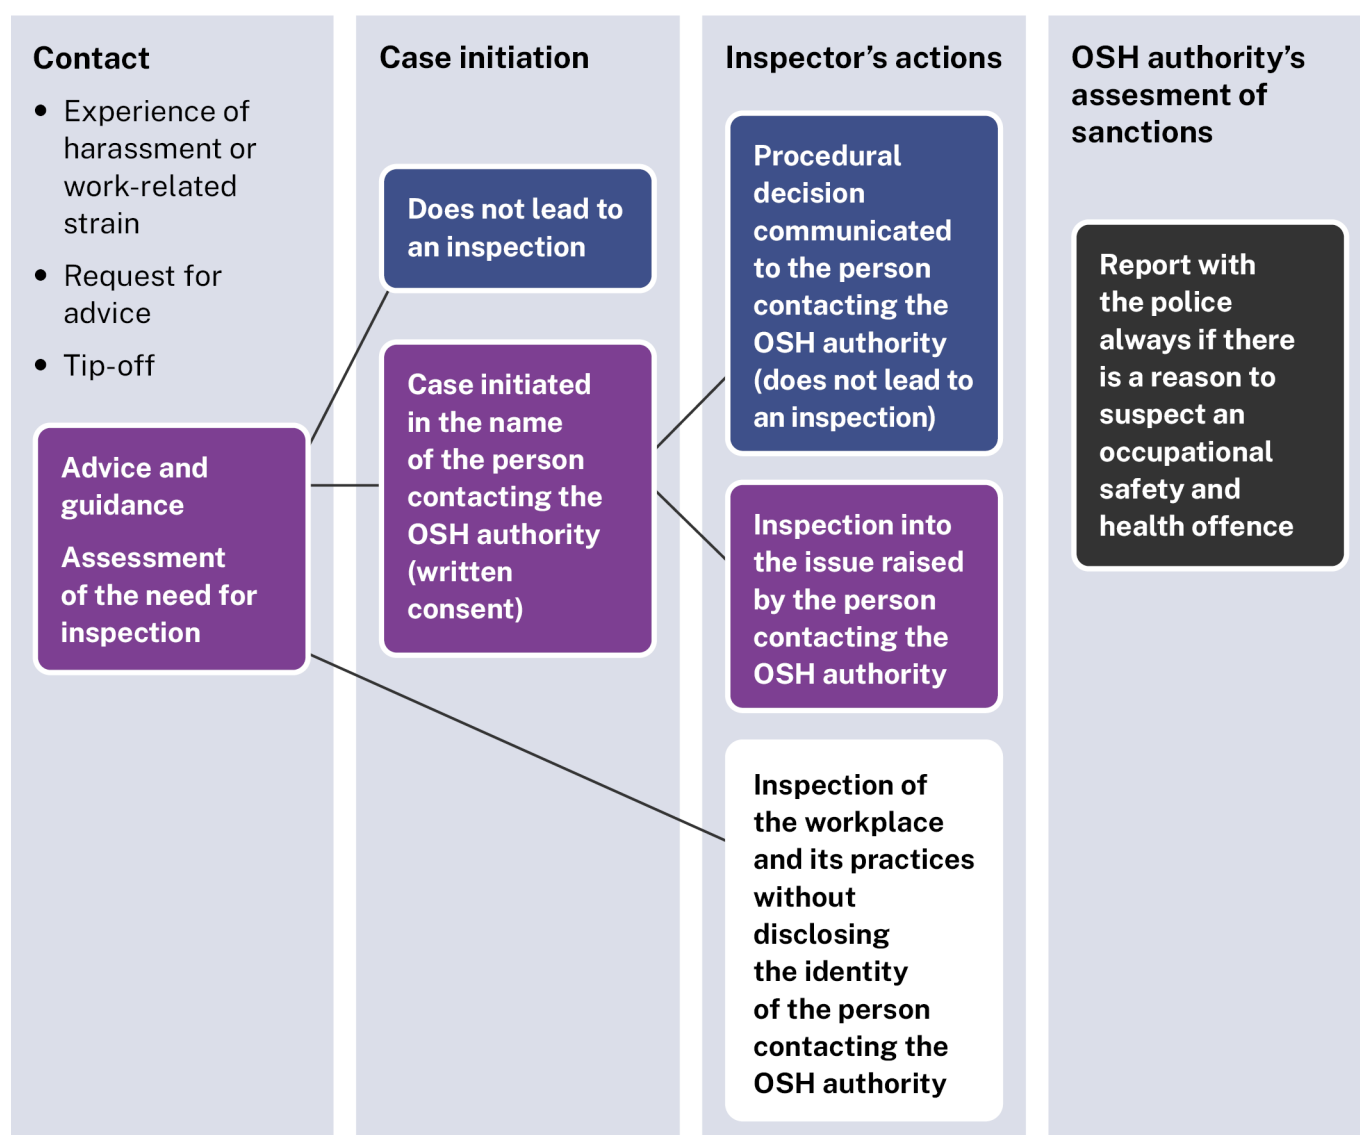 Contact
• Experience of
harassment or
work-related
strain
• Request for
advice
• Tip-off
Advice and
guidance
Assessment
of the need for
inspection
Case initiation
Does not lead to
an inspection
Case initiated
in the name
of the person
contacting the
OSH authority
(written
consent)
Inspector’s actions
Procedural
decision
communicated
to the person
contacting the
OSH authority
(does not lead to
an inspection)
Inspection into
the issue raised
by the person
contacting the
OSH authority
Inspection of
the workplace
and its practices
without
disclosing
the identity
of the person
contacting the
OSH authority
OSH authority’s
assesment of
sanctions
Report with
the police
always if there
is a reason to
suspect an
occupational
safety and
health offence